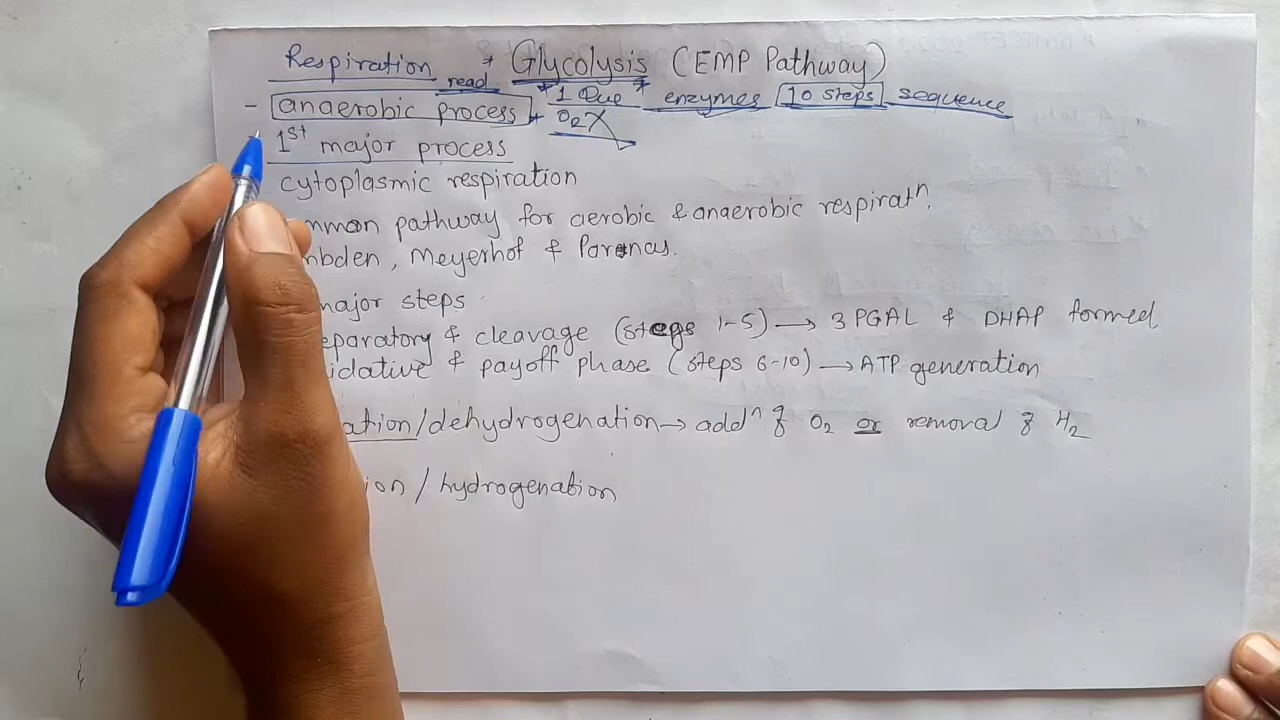 Respiration * Glycolysis (EMP Pathway)
read * 1 Que * enzymes 10 steps sequence
- anaerobic process * O2X
1st major process
cytoplasmic respiration
mmon pathway for aerobic & anaerobic respiratn.
mbden, Meyerhof & Parenas.
major steps
eparatory & cleavage (steps 1-5) → 3 PGAL & DHAP formed
idative & payoff phase (steps 6-10) → ATP generation
ation/dehydrogenation → addn of O2 or removal of H2
ion / hydrogenation